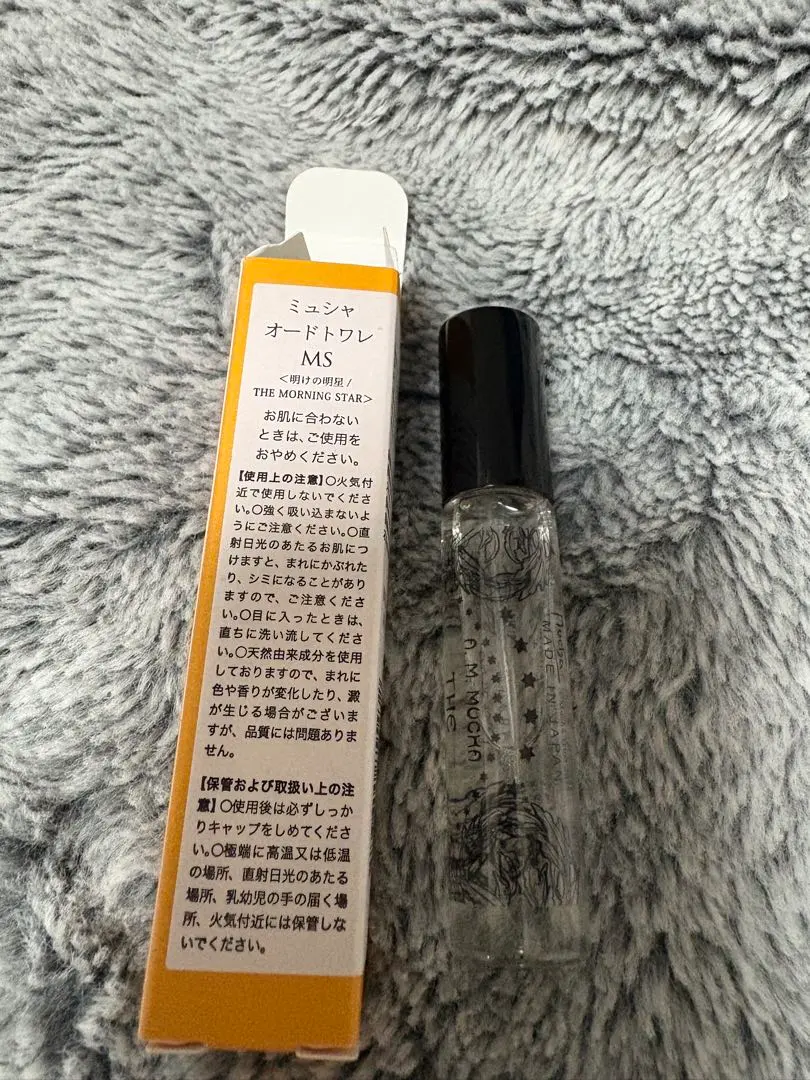 ミュシャ
オードトワレ
MS
＜明けの明星 /
THE MORNING STAR＞
お肌に合わない
ときは、ご使用を
おやめください。
【使用上の注意】〇火気付
近で使用しないでくださ
い。〇強く吸い込まないよ
うにご注意ください。〇直
射日光のあたるお肌につ
けますと、まれにかぶれた
り、シミになることがあり
ますので、ご注意くださ
い。〇目に入ったときは、
直ちに洗い流してくださ
い。〇天然由来成分を使用
しておりますので、まれに
色や香りが変化したり、澱
が生じる場合がございま
すが、品質には問題ありま
せん。
【保管および取扱い上の注
意】〇使用後は必ずしっか
りキャップをしめてくださ
い。〇極端に高温又は低温
の場所、直射日光のあたる
場所、乳幼児の手の届く場
所、火気付近には保管しな
いでください。
Mucha
MADE IN JAPAN
A. M. MUCHA
THE